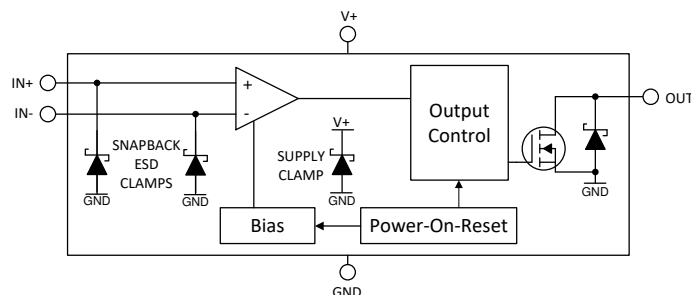 V+
IN+
IN-
+
-
Output
Control
OUT
SNAPBACK
ESD
CLAMPS
V+
SUPPLY
CLAMP
GND
GND
GND
GND
Bias
Power-On-Reset
GND